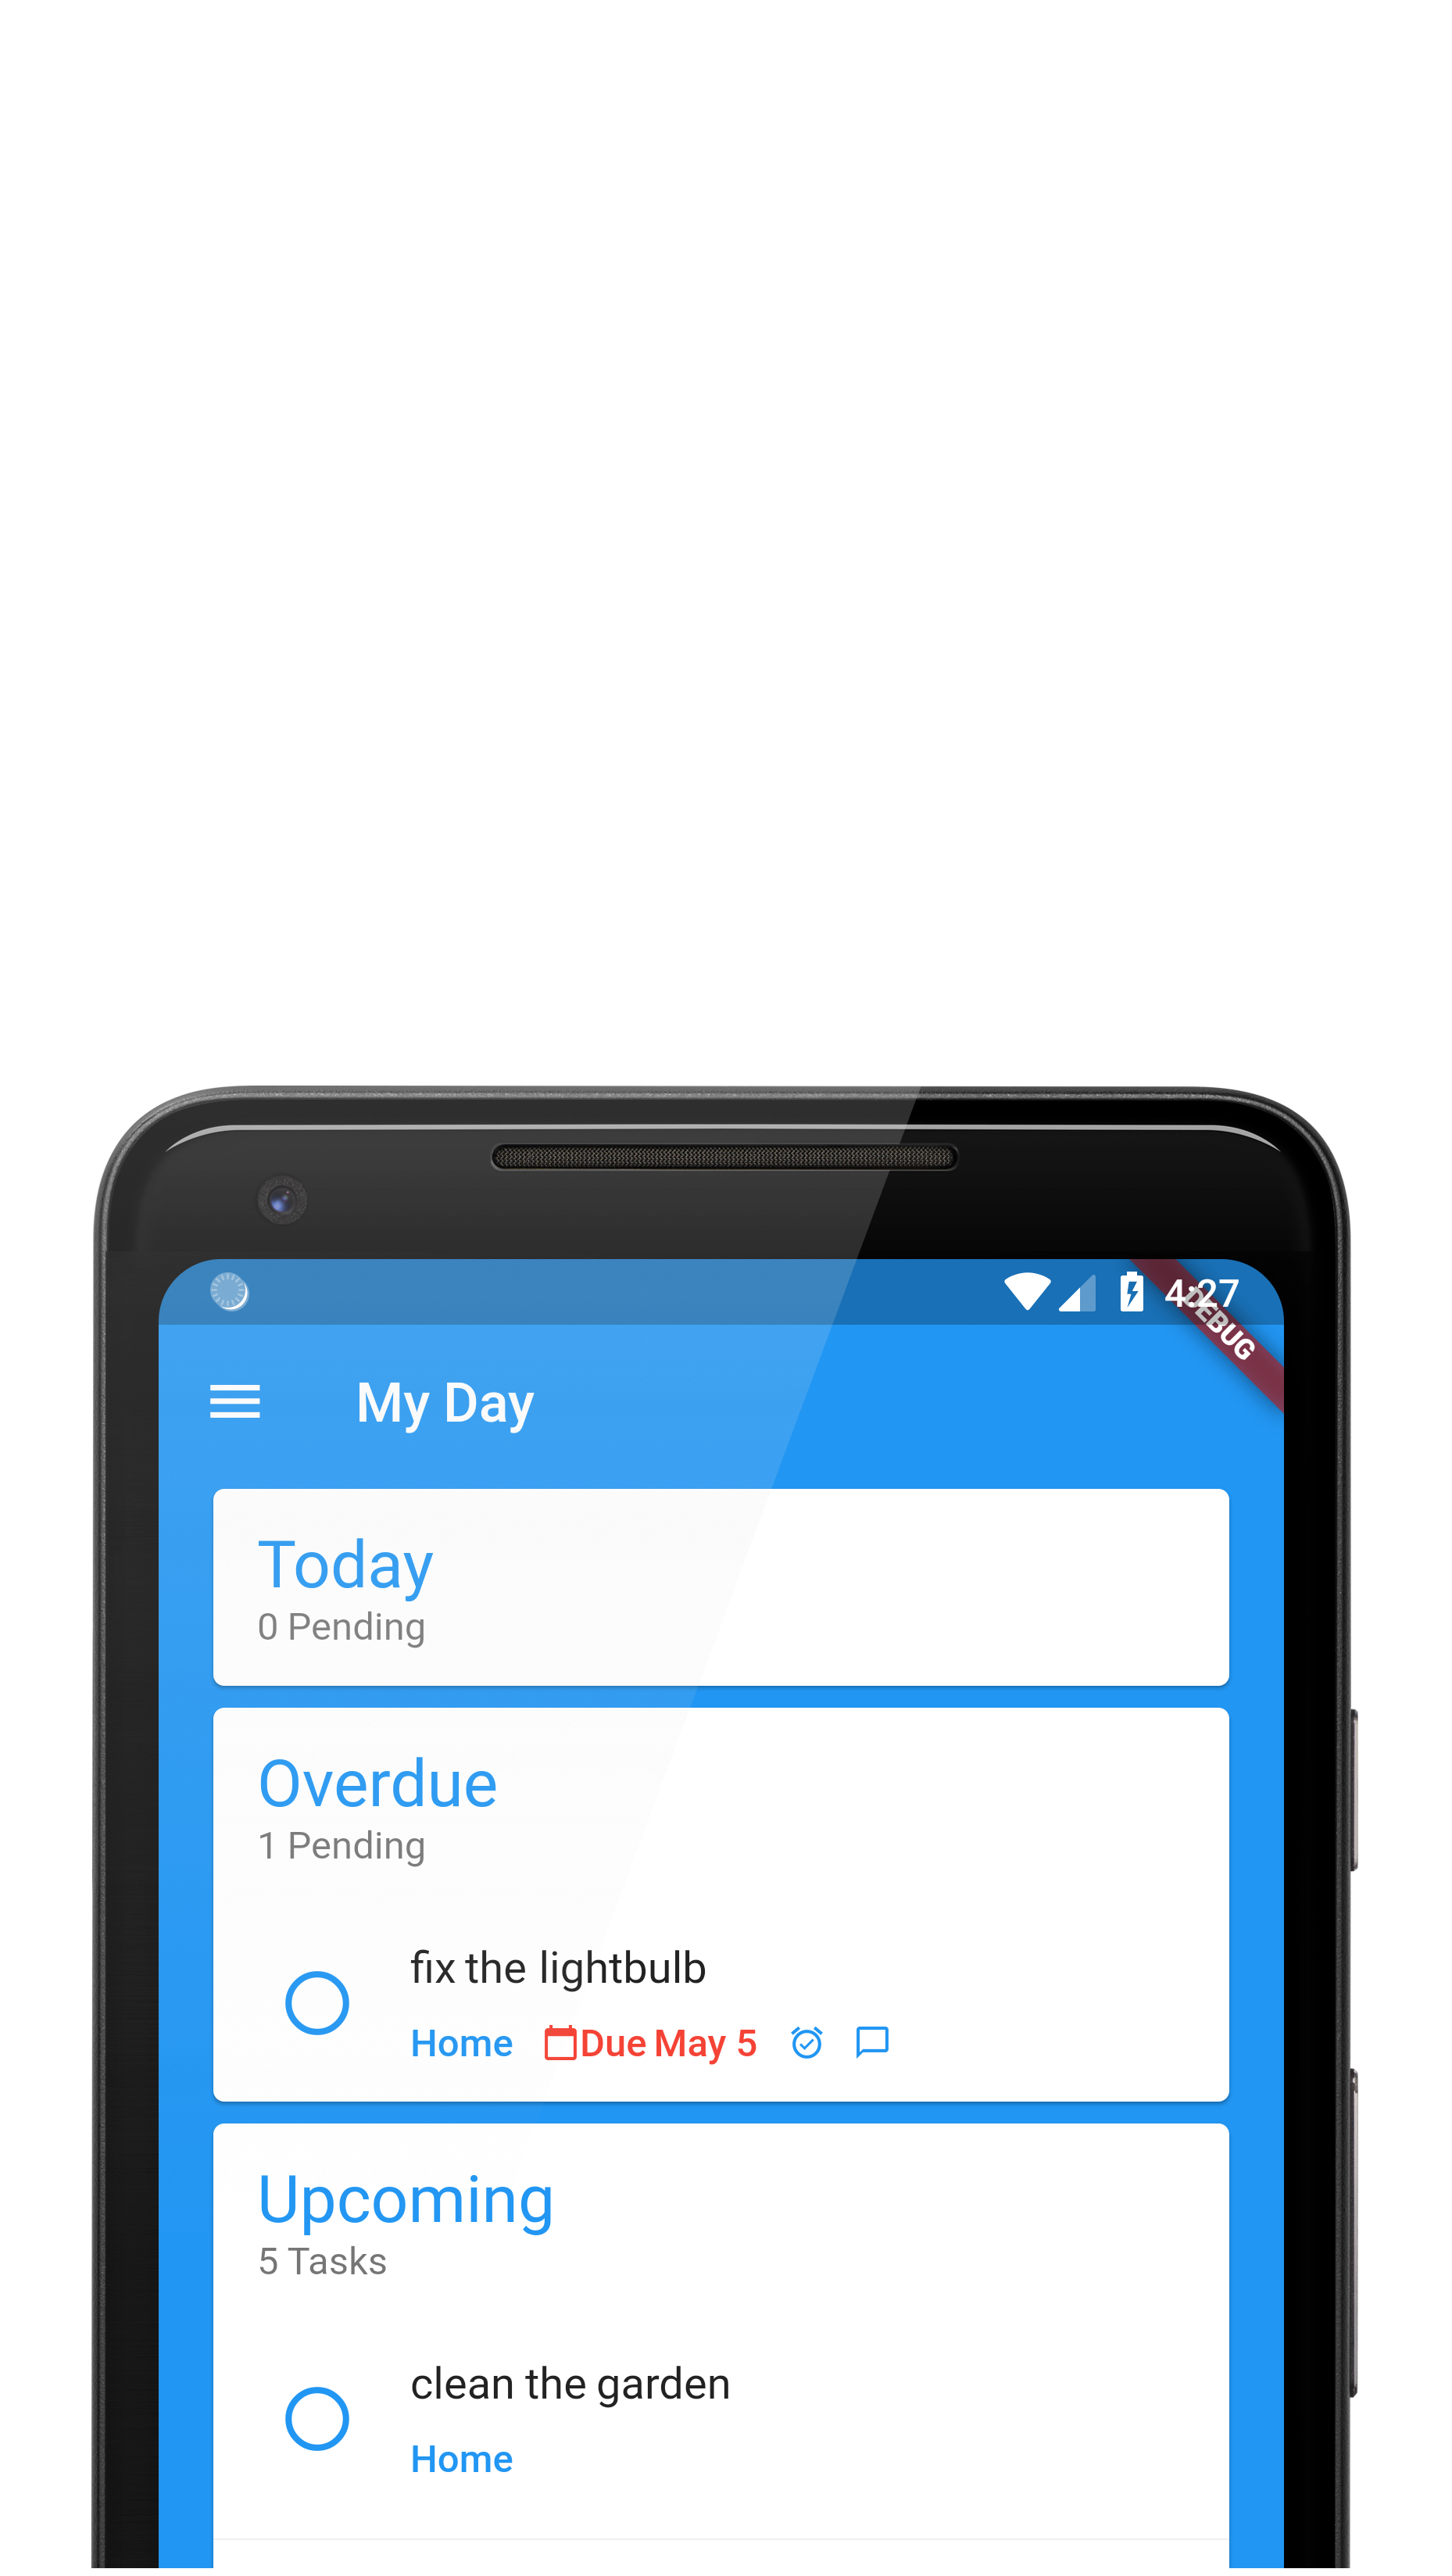 4:27
DEBUG
My Day
Today
0 Pending
Overdue
1 Pending
fix the lightbulb
Home Due May 5
Upcoming
5 Tasks
clean the garden
Home